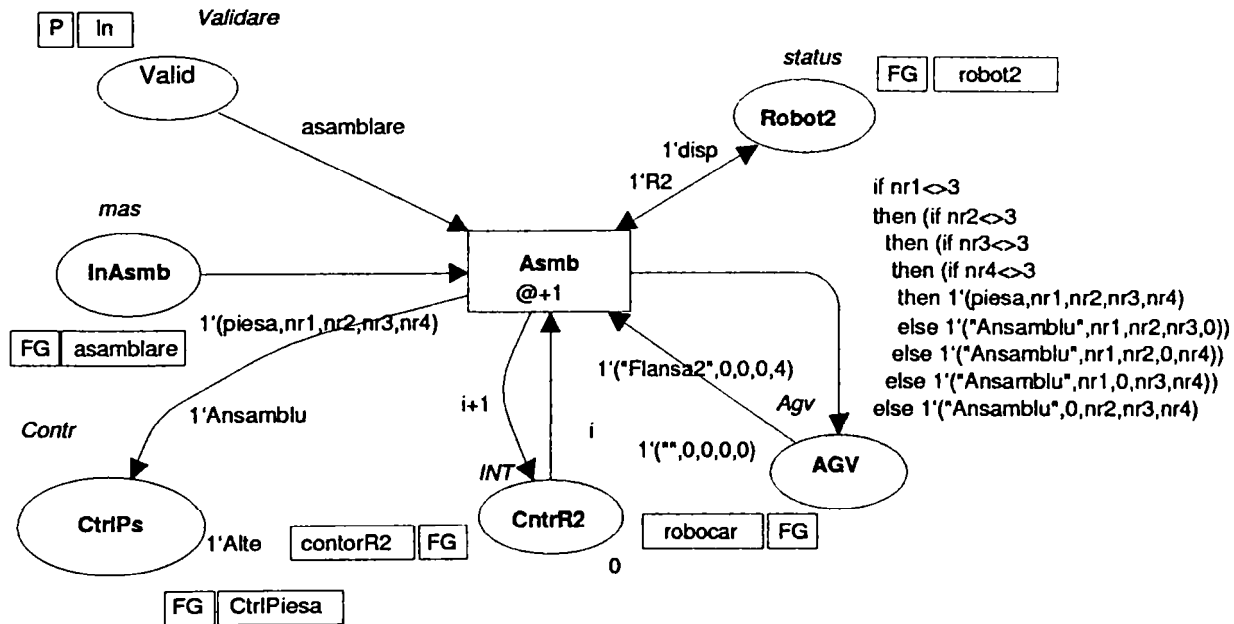 P In
Validare
Valid
status
FG robot2
Robot2
asamblare
1'disp
1'R2
if nr1<>3
then (if nr2<>3
then (if nr3<>3
then (if nr4<>3
then 1'(piesa,nr1,nr2,nr3,nr4)
else 1'("Ansamblu",nr1,nr2,nr3,0))
else 1'("Ansamblu",nr1,nr2,0,nr4))
else 1'("Ansamblu",nr1,0,nr3,nr4))
else 1'("Ansamblu",0,nr2,nr3,nr4)
mas
InAsmb
Asmb
@+1
1'(piesa,nr1,nr2,nr3,nr4)
FG asamblare
1'("Flansa2",0,0,0,4)
Agv
i+1
i
1'Ansamblu
Contr
1'("",0,0,0,0)
AGV
INT
CtrlPs
CntrR2
1'Alte
contorR2 FG
robocar FG
0
FG CtrlPiesa